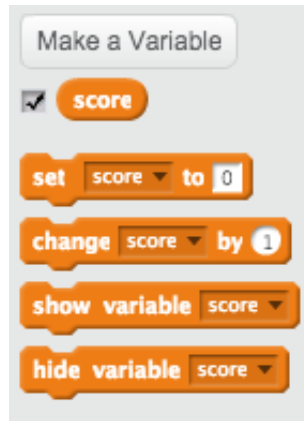 Make a Variable
score
set score to 0
change score by 1
show variable score
hide variable score